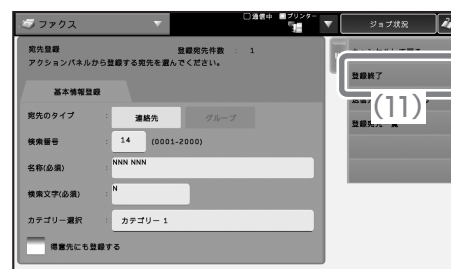 ファクス
□通信中 ■プリンター
ジョブ状況
宛先登録 登録宛先件数 : 1
アクションパネルから登録する宛先を選んでください。
基本情報登録
宛先のタイプ : 連絡先 グループ
検索番号 : 14 (0001-2000)
名称(必須) : NNN NNN
検索文字(必須) : N
カテゴリー選択 : カテゴリー 1
得意先にも登録する
登録終了
(11)